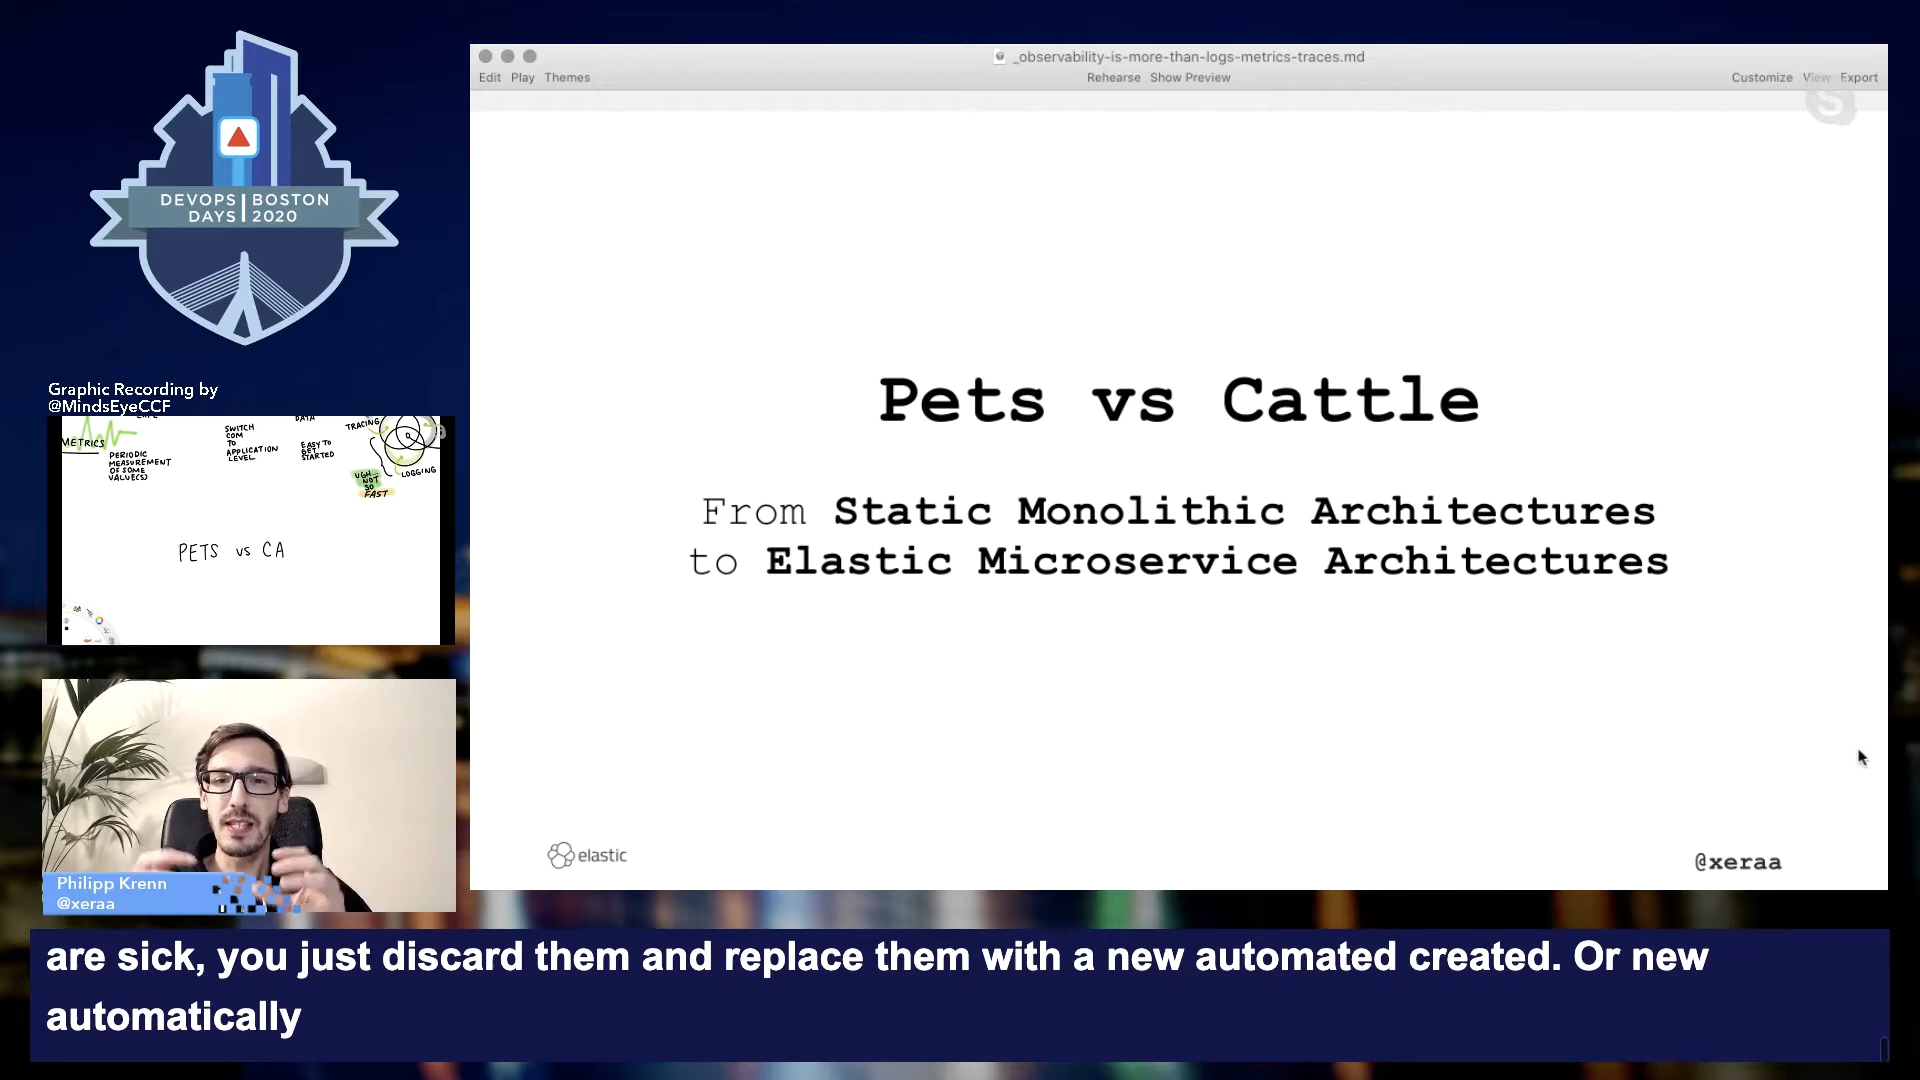 DEVOPS BOSTON
DAYS 2020
Graphic Recording by
@MindsEyeCCF
METRICS
PERIODIC
MEASUREMENT
OF SOME
VALUE(S)
SWITCH
COM
TO
APPLICATION
LEVEL
DATA
EASY TO
GET
STARTED
TRACING
LOGGING
UGH...
NOT
SO
FAST
PETS vs CA
Philipp Krenn
@xeraa
_observability-is-more-than-logs-metrics-traces.md
Edit Play Themes Rehearse Show Preview Customize View Export
Pets vs Cattle
From Static Monolithic Architectures
to Elastic Microservice Architectures
elastic
@xeraa
are sick, you just discard them and replace them with a new automated created. Or new
automatically